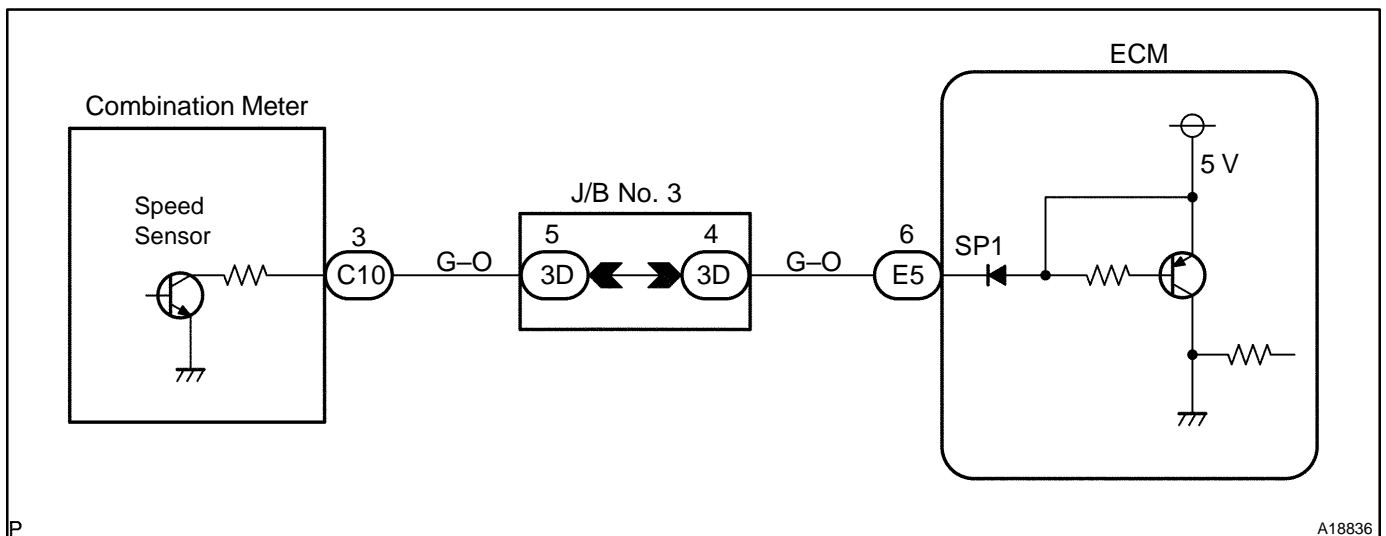 ECM
Combination Meter
5 V
J/B No. 3
Speed
Sensor
3
5
4
6
SP1
C10
G–O
3D
3D
G–O
E5
P
A18836